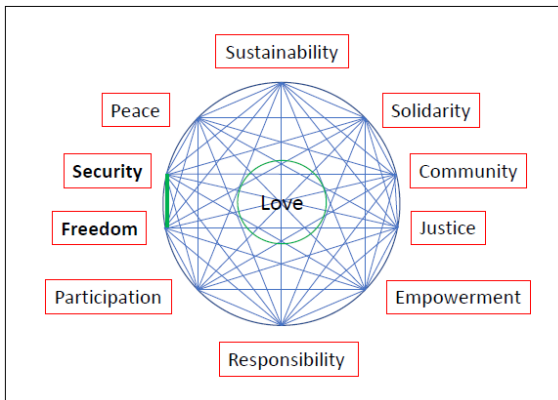 Sustainability
Peace
Solidarity
Security
Community
Love
Freedom
Justice
Participation
Empowerment
Responsibility